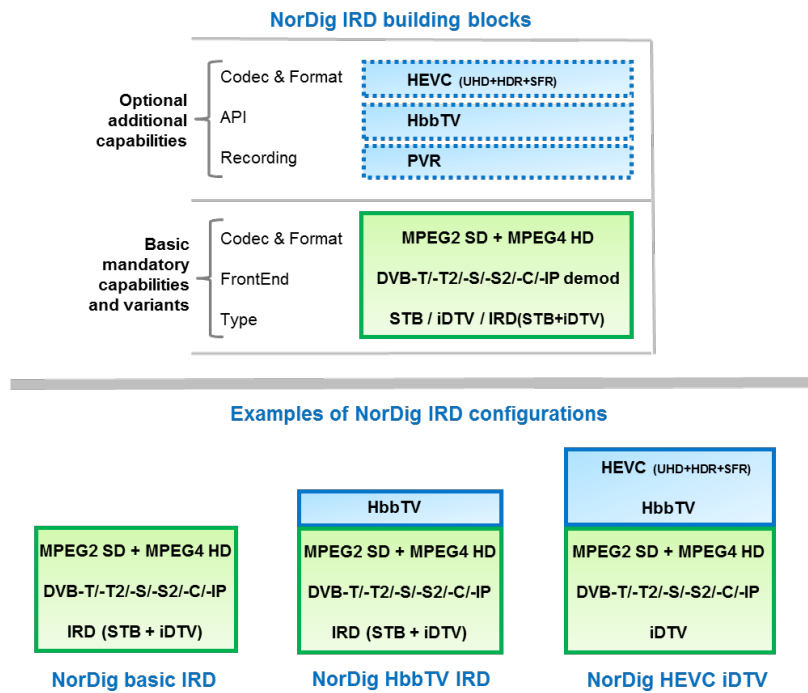 NorDig IRD building blocks
Optional
additional
capabilities
Codec & Format
HEVC (UHD+HDR+SFR)
API
HbbTV
Recording
PVR
Basic
mandatory
capabilities
and variants
Codec & Format
MPEG2 SD + MPEG4 HD
FrontEnd
DVB-T/-T2/-S/-S2/-C/-IP demod
Type
STB / iDTV / IRD(STB+iDTV)
Examples of NorDig IRD configurations
MPEG2 SD + MPEG4 HD
DVB-T/-T2/-S/-S2/-C/-IP
IRD (STB + iDTV)
NorDig basic IRD
HbbTV
MPEG2 SD + MPEG4 HD
DVB-T/-T2/-S/-S2/-C/-IP
IRD (STB + iDTV)
NorDig HbbTV IRD
HEVC (UHD+HDR+SFR)
HbbTV
MPEG2 SD + MPEG4 HD
DVB-T/-T2/-S/-S2/-C/-IP
iDTV
NorDig HEVC iDTV